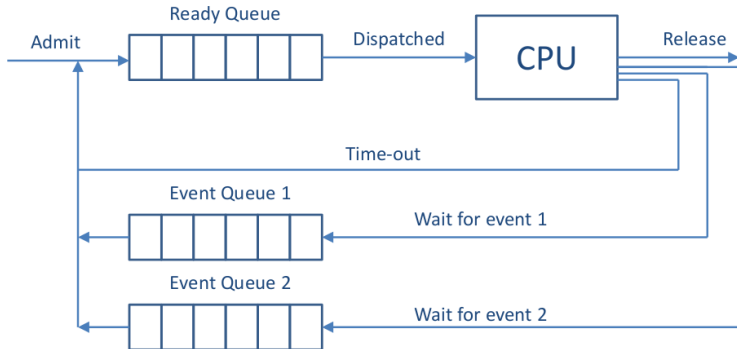 Ready Queue
Admit
Dispatched
CPU
Release
Time-out
Event Queue 1
Wait for event 1
Event Queue 2
Wait for event 2